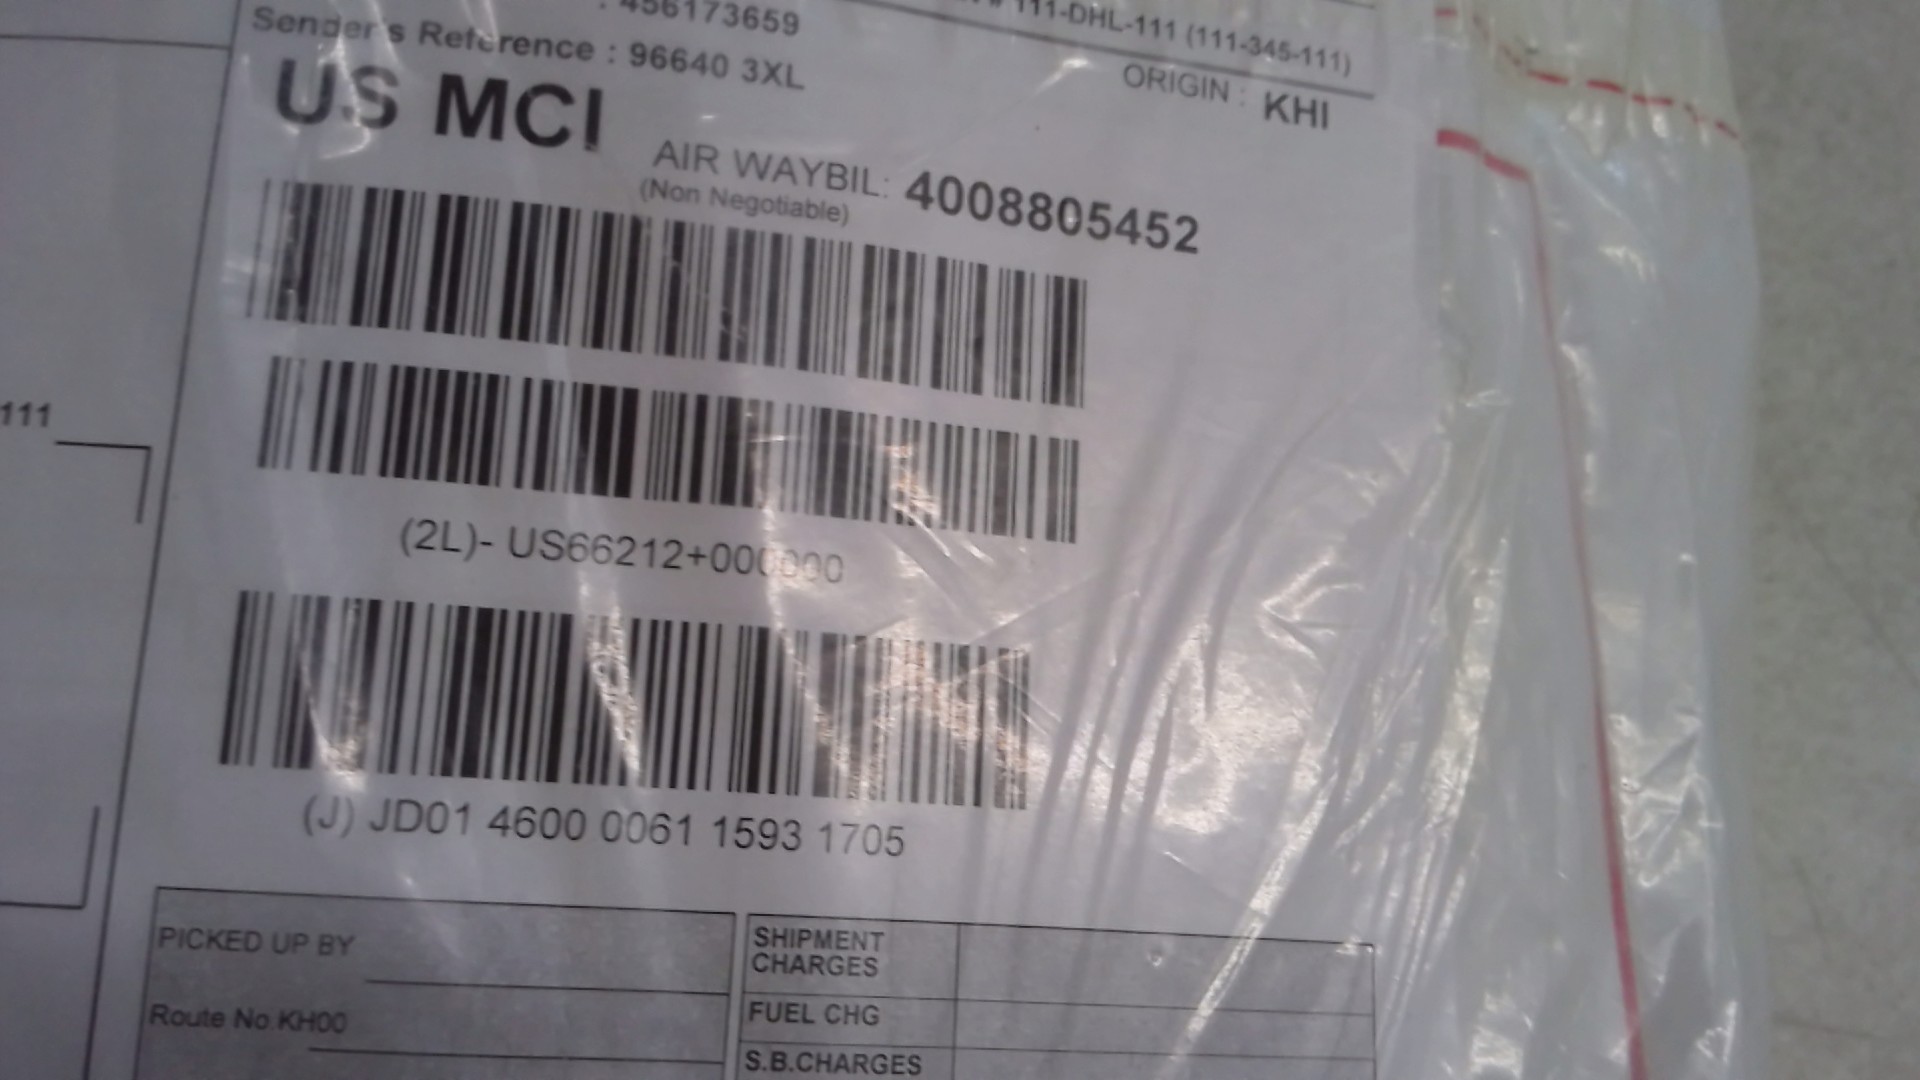 : 456173659
111-DHL-111 (111-345-111)
Sender's Reference : 96640 3XL
ORIGIN : KHI
US MCI
AIR WAYBIL: 4008805452
(Non Negotiable)
111
(2L)- US66212+000000
(J) JD01 4600 0061 1593 1705
PICKED UP BY
Route No KH00
SHIPMENT
CHARGES
FUEL CHG
S.B.CHARGES